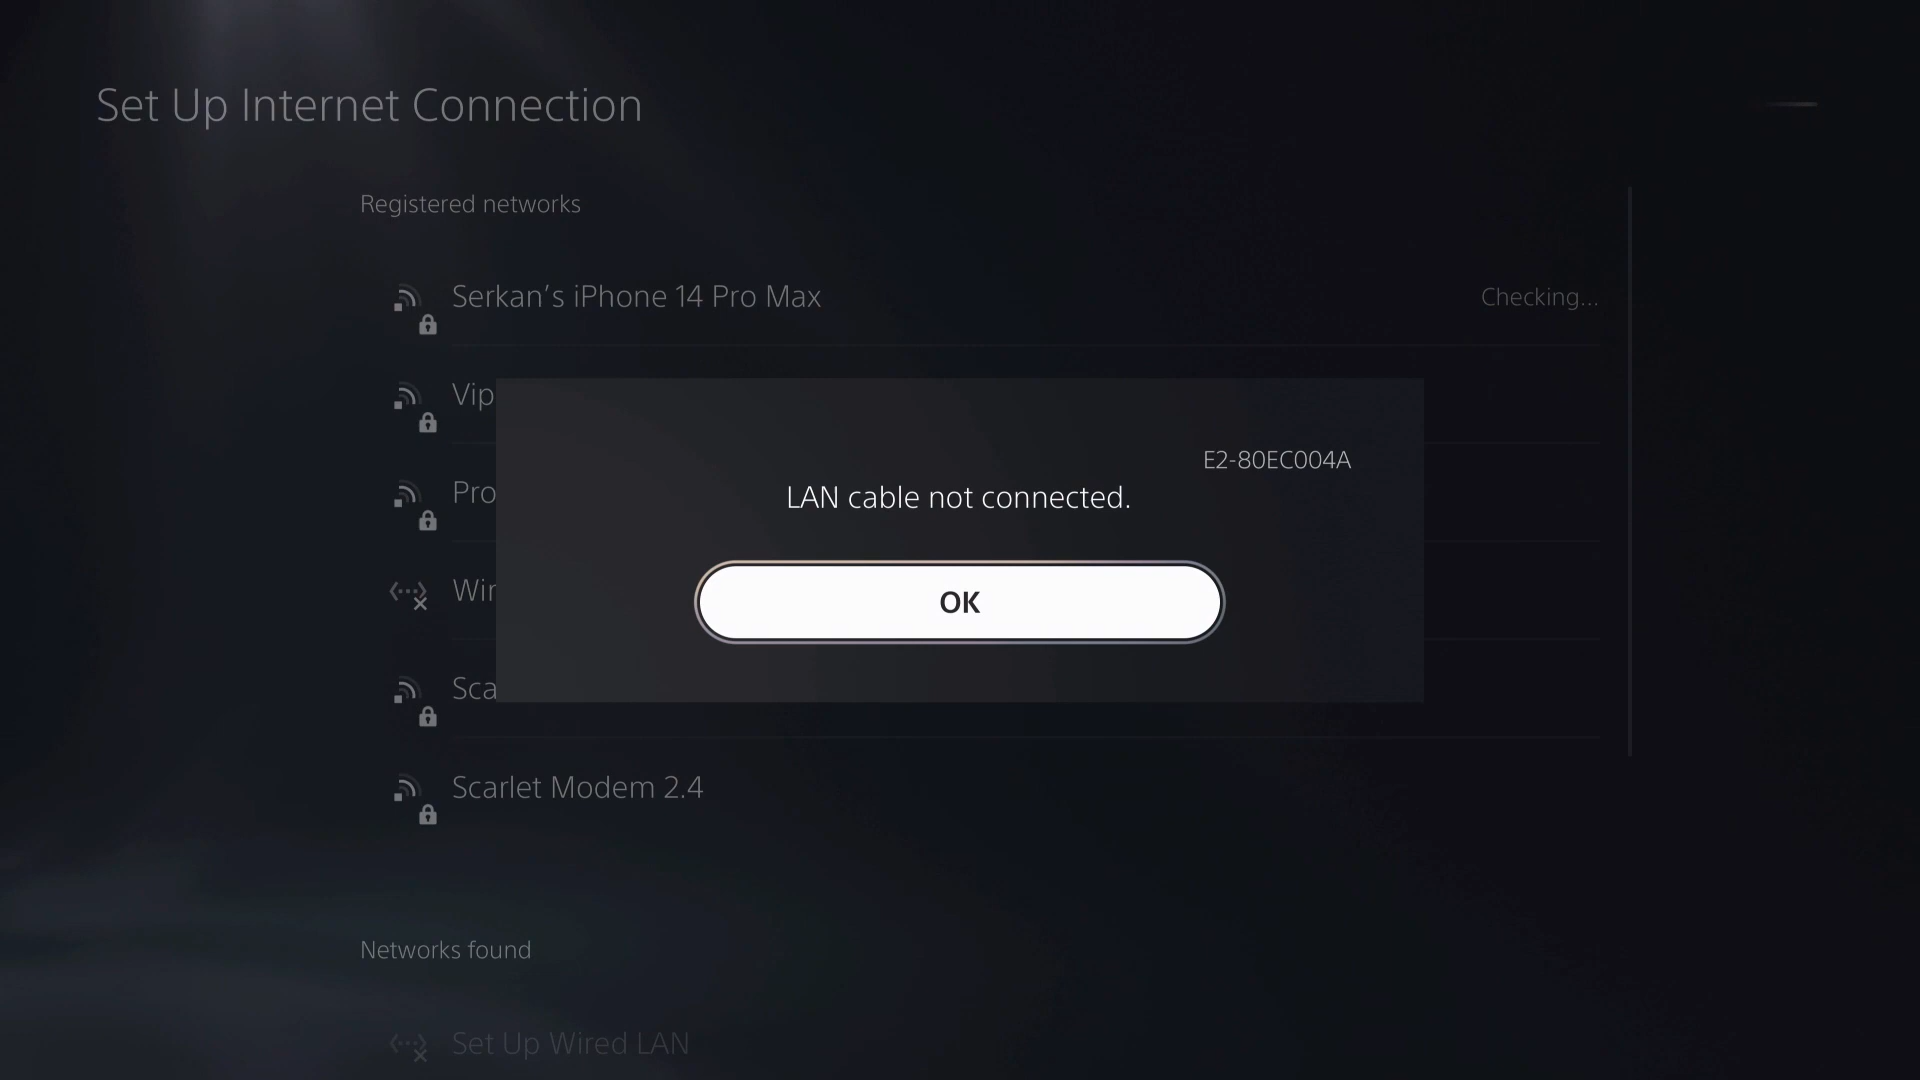 Set Up Internet Connection
Registered networks
Serkan's iPhone 14 Pro Max
Checking...
Vip
E2-80EC004A
Pro
LAN cable not connected.
Wir
OK
Sca
Scarlet Modem 2.4
Networks found
Set Up Wired LAN